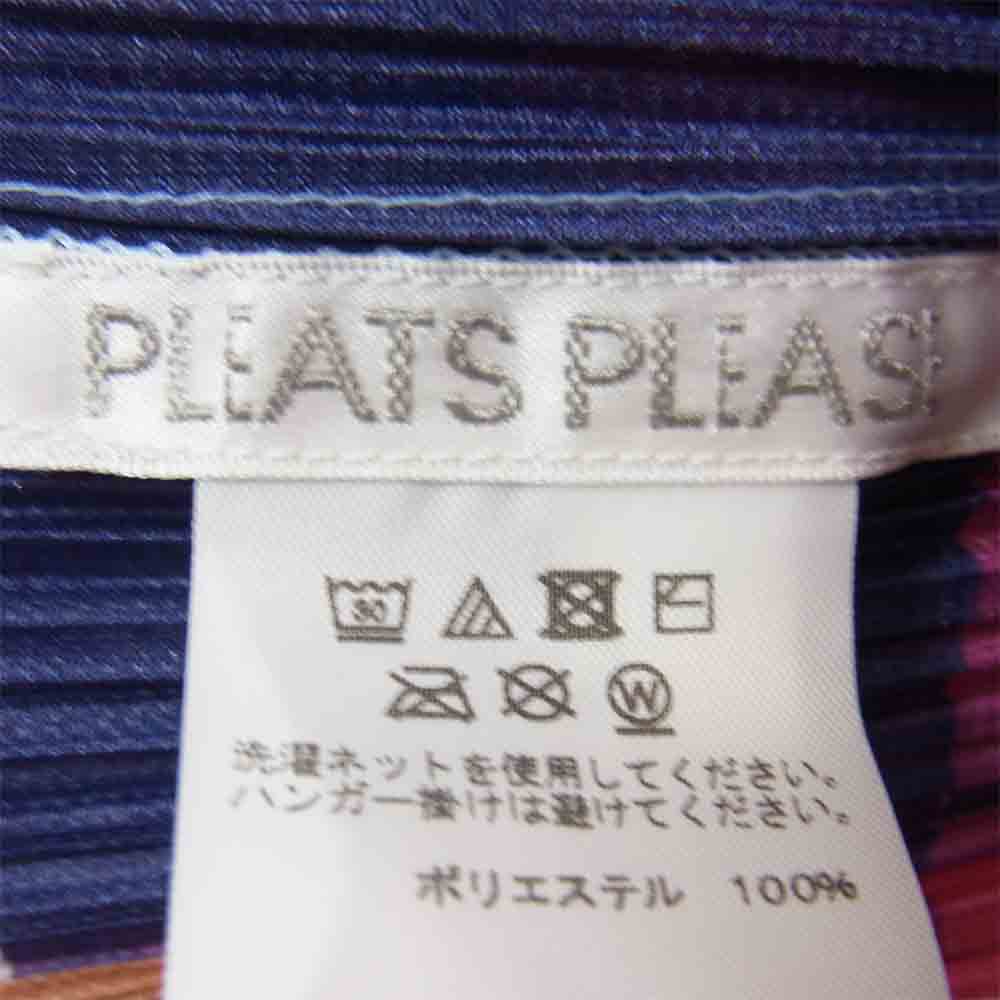 PLEATS PLEAS
30
W
洗濯ネットを使用してください。
ハンガー掛けは避けてください。
ポリエステル 100%